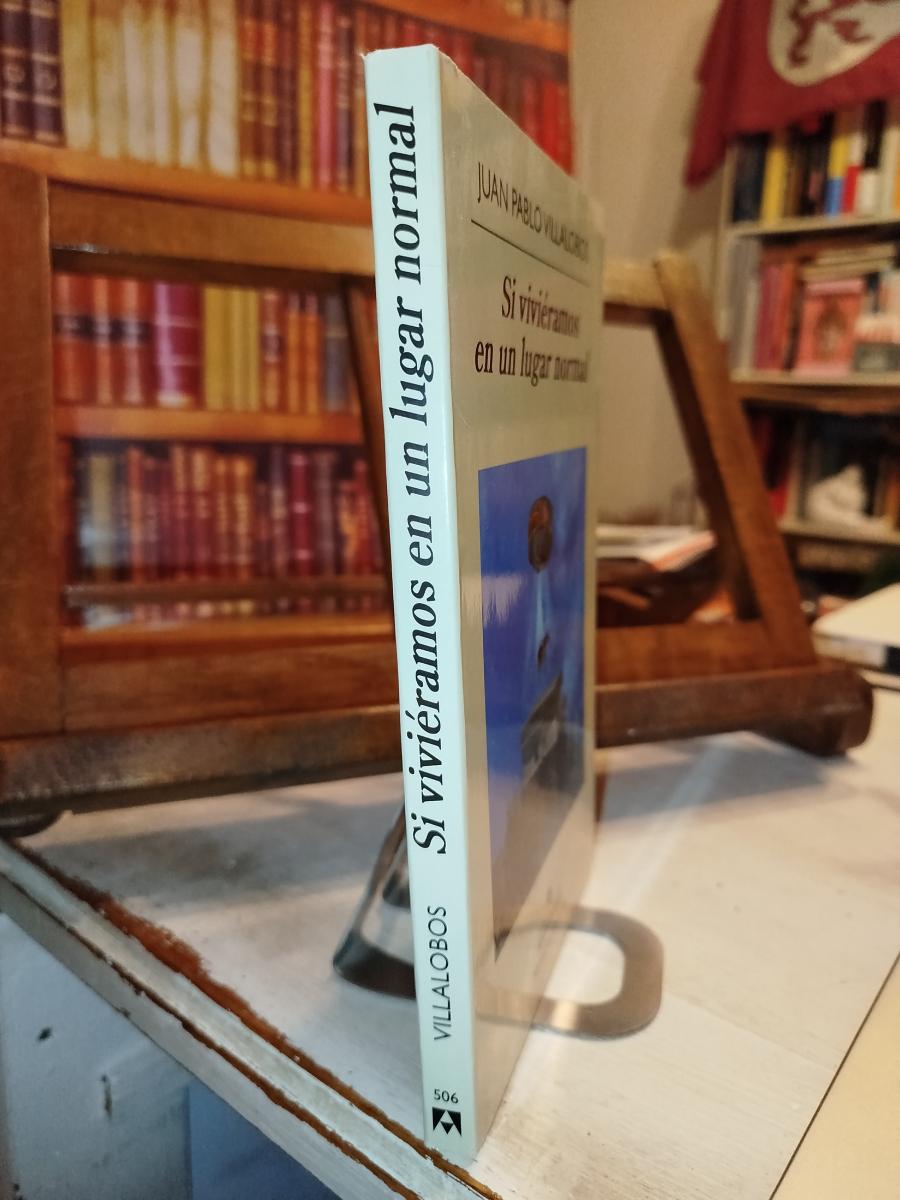 Si viviéramos en un lugar normal
VILLALOBOS
506
JUAN PABLO VILLALOBOS
Si viviéramos
en un lugar normal